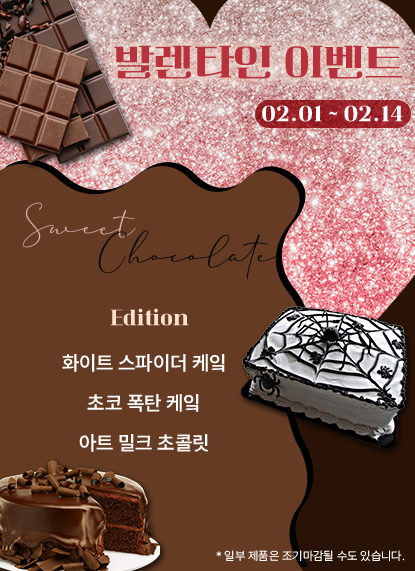 발렌타인 이벤트
02.01 ~ 02.14
Sweet
Chocolate
Edition
화이트 스파이더 케잌
초코 폭탄 케잌
아트 밀크 초콜릿
* 일부 제품은 조기마감될 수도 있습니다.